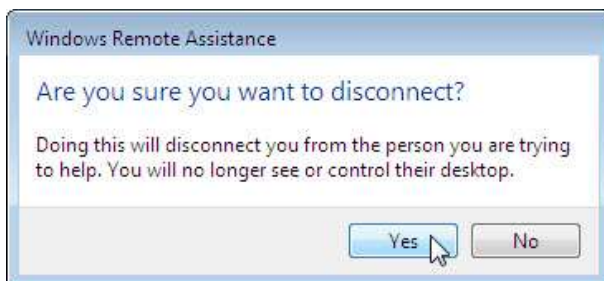 Windows Remote Assistance
Are you sure you want to disconnect?
Doing this will disconnect you from the person you are trying
to help. You will no longer see or control their desktop.
Yes No